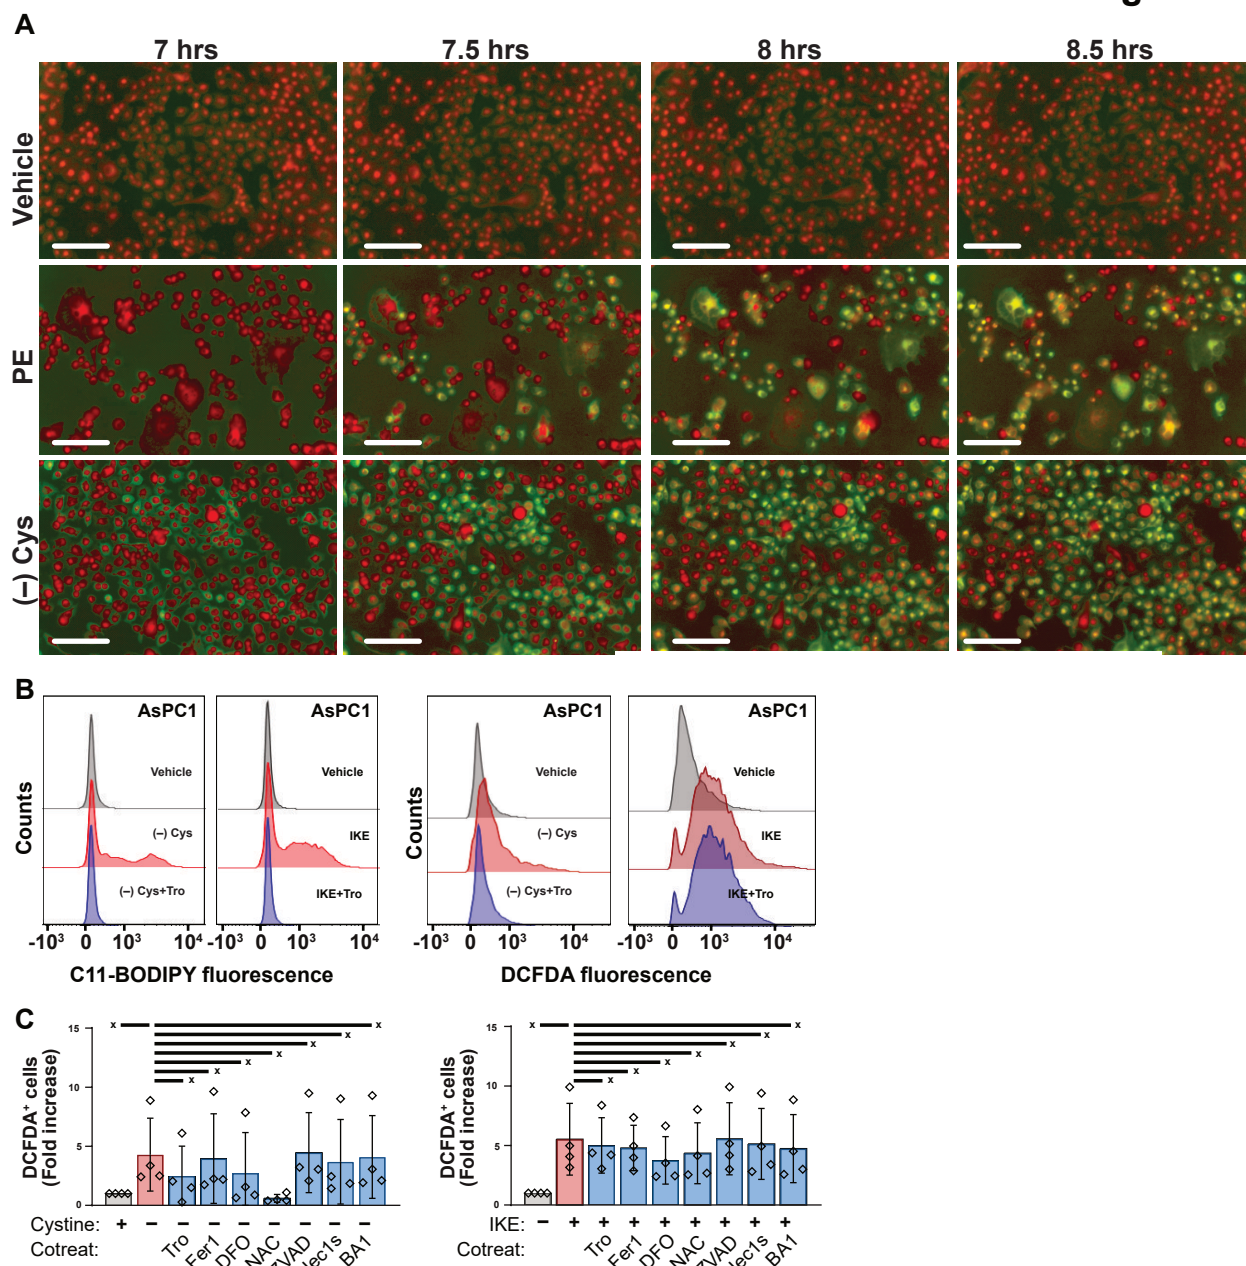 g
A
7 hrs 7.5 hrs 8 hrs 8.5 hrs
Vehicle
PE
(–) Cys
B
AsPC1 AsPC1 AsPC1 AsPC1
Vehicle Vehicle Vehicle Vehicle
(–) Cys IKE (–) Cys IKE
(–) Cys+Tro IKE+Tro (–) Cys+Tro IKE+Tro
Counts Counts
-10³ 0 10³ 10⁴ -10³ 0 10³ 10⁴ -10³ 0 10³ 10⁴ -10³ 0 10³ 10⁴
C11-BODIPY fluorescence DCFDA fluorescence
C
DCFDA⁺ cells
(Fold increase)
15
10
5
0
x x x x x x x x
Cystine: + – – – – – – – –
Cotreat: Tro Fer1 DFO NAC ZVAD Nec1s BA1
DCFDA⁺ cells
(Fold increase)
15
10
5
0
x x x x x x x x
IKE: – + + + + + + + +
Cotreat: Tro Fer1 DFO NAC ZVAD Nec1s BA1